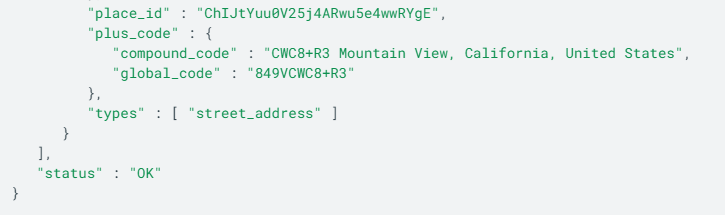 "place_id" : "ChIJtYuu0V25j4ARwu5e4wwRYgE",
"plus_code" : {
"compound_code" : "CWC8+R3 Mountain View, California, United States",
"global_code" : "849VCWC8+R3"
},
"types" : [ "street_address" ]
}
],
"status" : "OK"
}